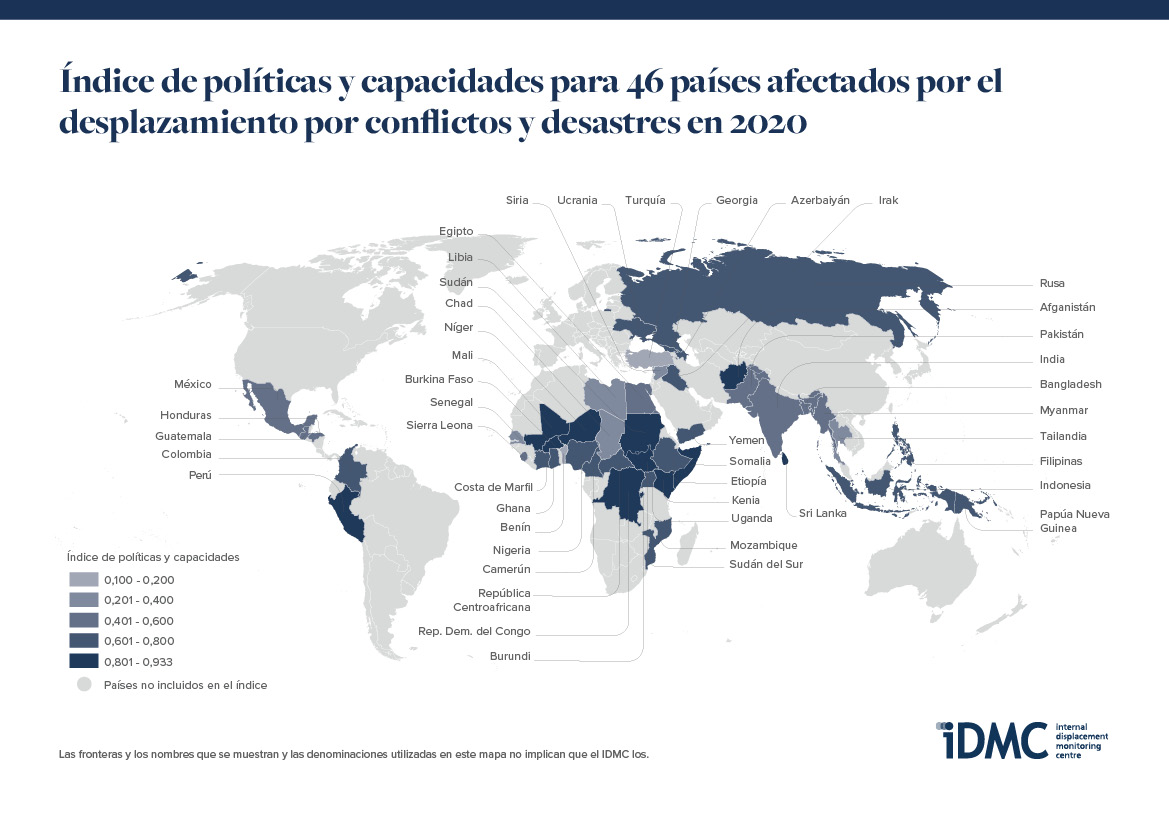 Índice de políticas y capacidades para 46 países afectados por el
desplazamiento por conflictos y desastres en 2020
Siria
Ucrania
Turquía
Georgia
Azerbaiyán
Irak
Egipto
Libia
Sudán
Chad
Níger
Mali
Burkina Faso
Senegal
Sierra Leona
México
Honduras
Guatemala
Colombia
Perú
Rusa
Afganistán
Pakistán
India
Bangladesh
Myanmar
Tailandia
Filipinas
Indonesia
Papúa Nueva
Guinea
Yemen
Somalia
Etiopía
Kenia
Uganda
Sri Lanka
Mozambique
Sudán del Sur
Costa de Marfil
Ghana
Benín
Nigeria
Camerún
República
Centroafricana
Rep. Dem. del Congo
Burundi
Índice de políticas y capacidades
0,100 - 0,200
0,201 - 0,400
0,401 - 0,600
0,601 - 0,800
0,801 - 0,933
Países no incluidos en el índice
Las fronteras y los nombres que se muestran y las denominaciones utilizadas en este mapa no implican que el IDMC los.
iDMC
internal
displacement
monitoring
centre